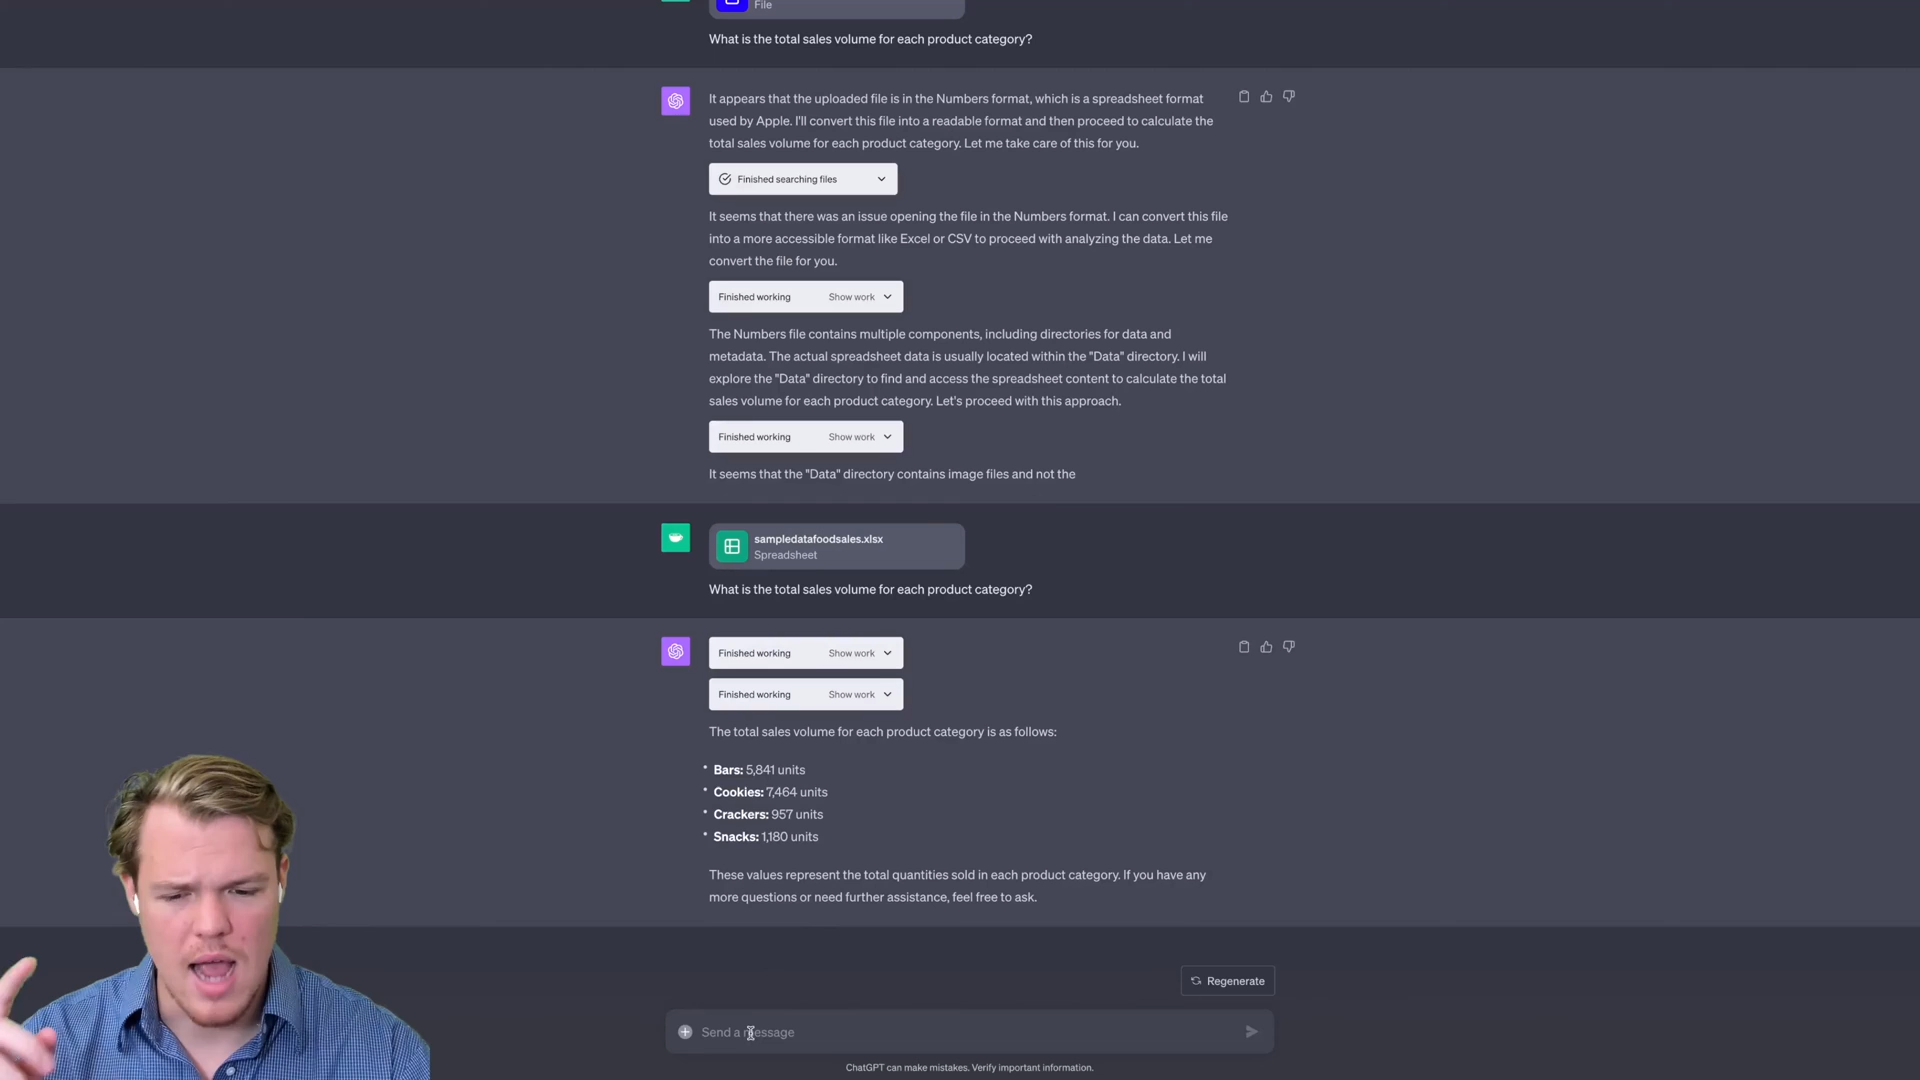 File
What is the total sales volume for each product category?
It appears that the uploaded file is in the Numbers format, which is a spreadsheet format
used by Apple. I'll convert this file into a readable format and then proceed to calculate the
total sales volume for each product category. Let me take care of this for you.
Finished searching files
It seems that there was an issue opening the file in the Numbers format. I can convert this file
into a more accessible format like Excel or CSV to proceed with analyzing the data. Let me
convert the file for you.
Finished working Show work
The Numbers file contains multiple components, including directories for data and
metadata. The actual spreadsheet data is usually located within the "Data" directory. I will
explore the "Data" directory to find and access the spreadsheet content to calculate the total
sales volume for each product category. Let's proceed with this approach.
Finished working Show work
It seems that the "Data" directory contains image files and not the
sampledatafoodsales.xlsx
Spreadsheet
What is the total sales volume for each product category?
Finished working Show work
Finished working Show work
The total sales volume for each product category is as follows:
• Bars: 5,841 units
• Cookies: 7,464 units
• Crackers: 957 units
• Snacks: 1,180 units
These values represent the total quantities sold in each product category. If you have any
more questions or need further assistance, feel free to ask.
Regenerate
Send a message
ChatGPT can make mistakes. Verify important information.